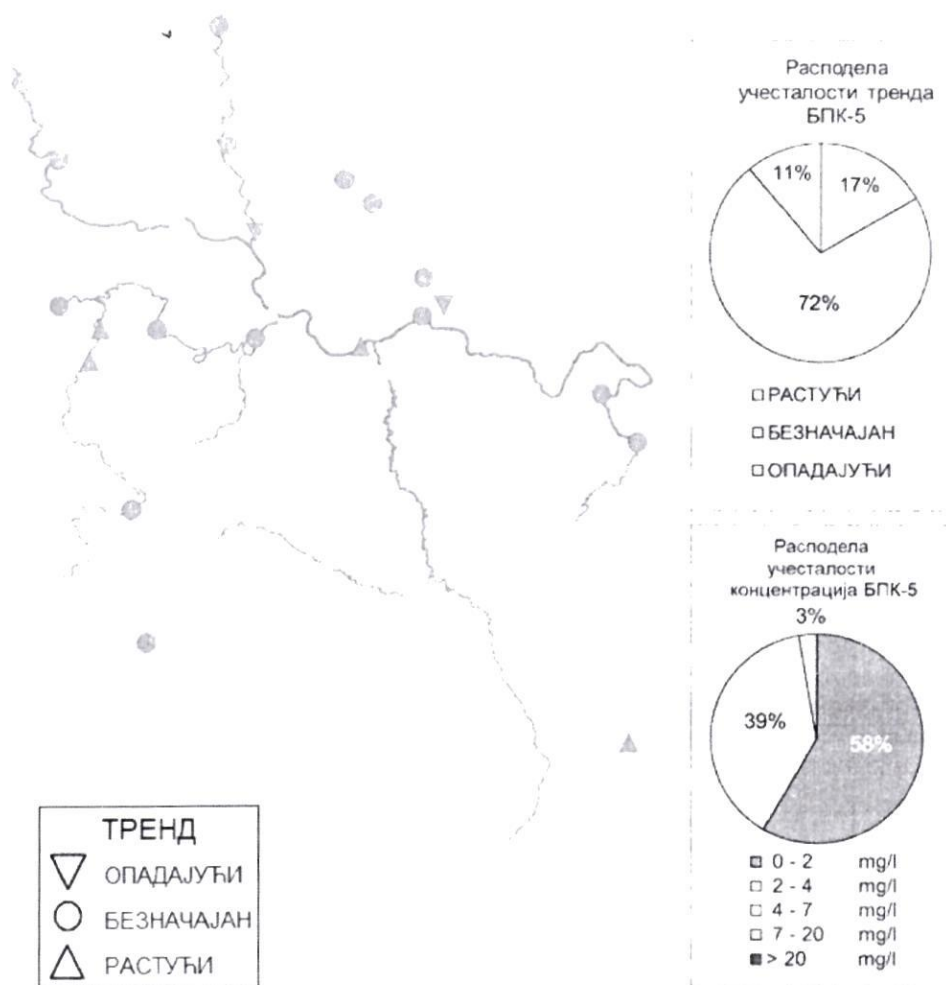 Расподела
учесталости тренда
БПК-5
11%
17%
72%
РАСТУЋИ
БЕЗНАЧАЈАН
ОПАДАЈУЋИ
Расподела
учесталости
концентрација БПК-5
3%
39%
58%
0 - 2 mg/l
2 - 4 mg/l
4 - 7 mg/l
7 - 20 mg/l
> 20 mg/l
ТРЕНД
ОПАДАЈУЋИ
БЕЗНАЧАЈАН
РАСТУЋИ